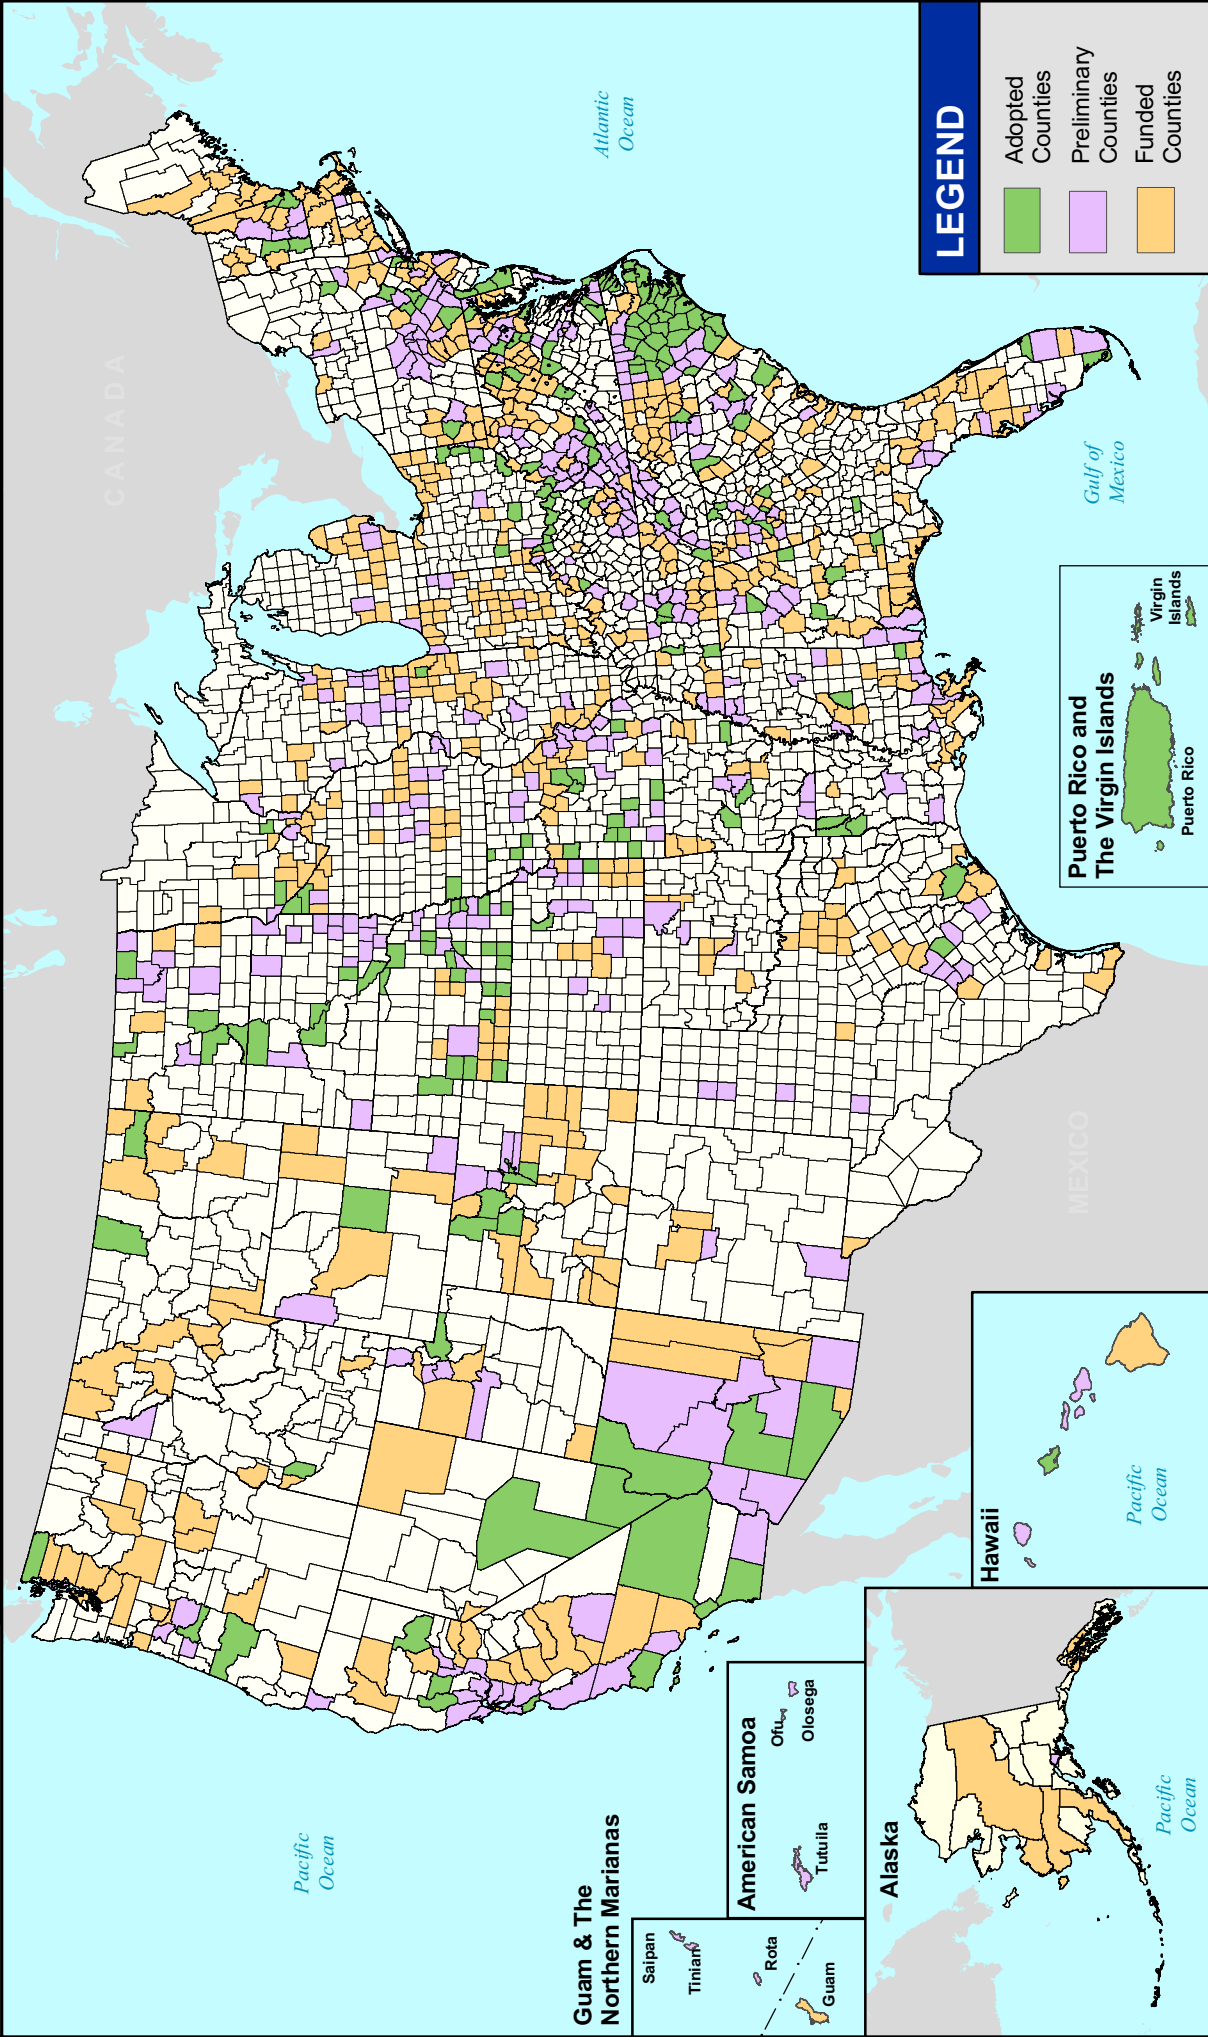 CANADA
Atlantic
Ocean
Pacific
Ocean
Gulf of
Mexico
MEXICO
LEGEND
Adopted
Counties
Preliminary
Counties
Funded
Counties
Guam & The
Northern Marianas
Saipan
Tinian
Rota
Guam
American Samoa
Ofu
Olosega
Tutuila
Alaska
Pacific
Ocean
Hawaii
Pacific
Ocean
Puerto Rico and
The Virgin Islands
Virgin
Islands
Puerto Rico